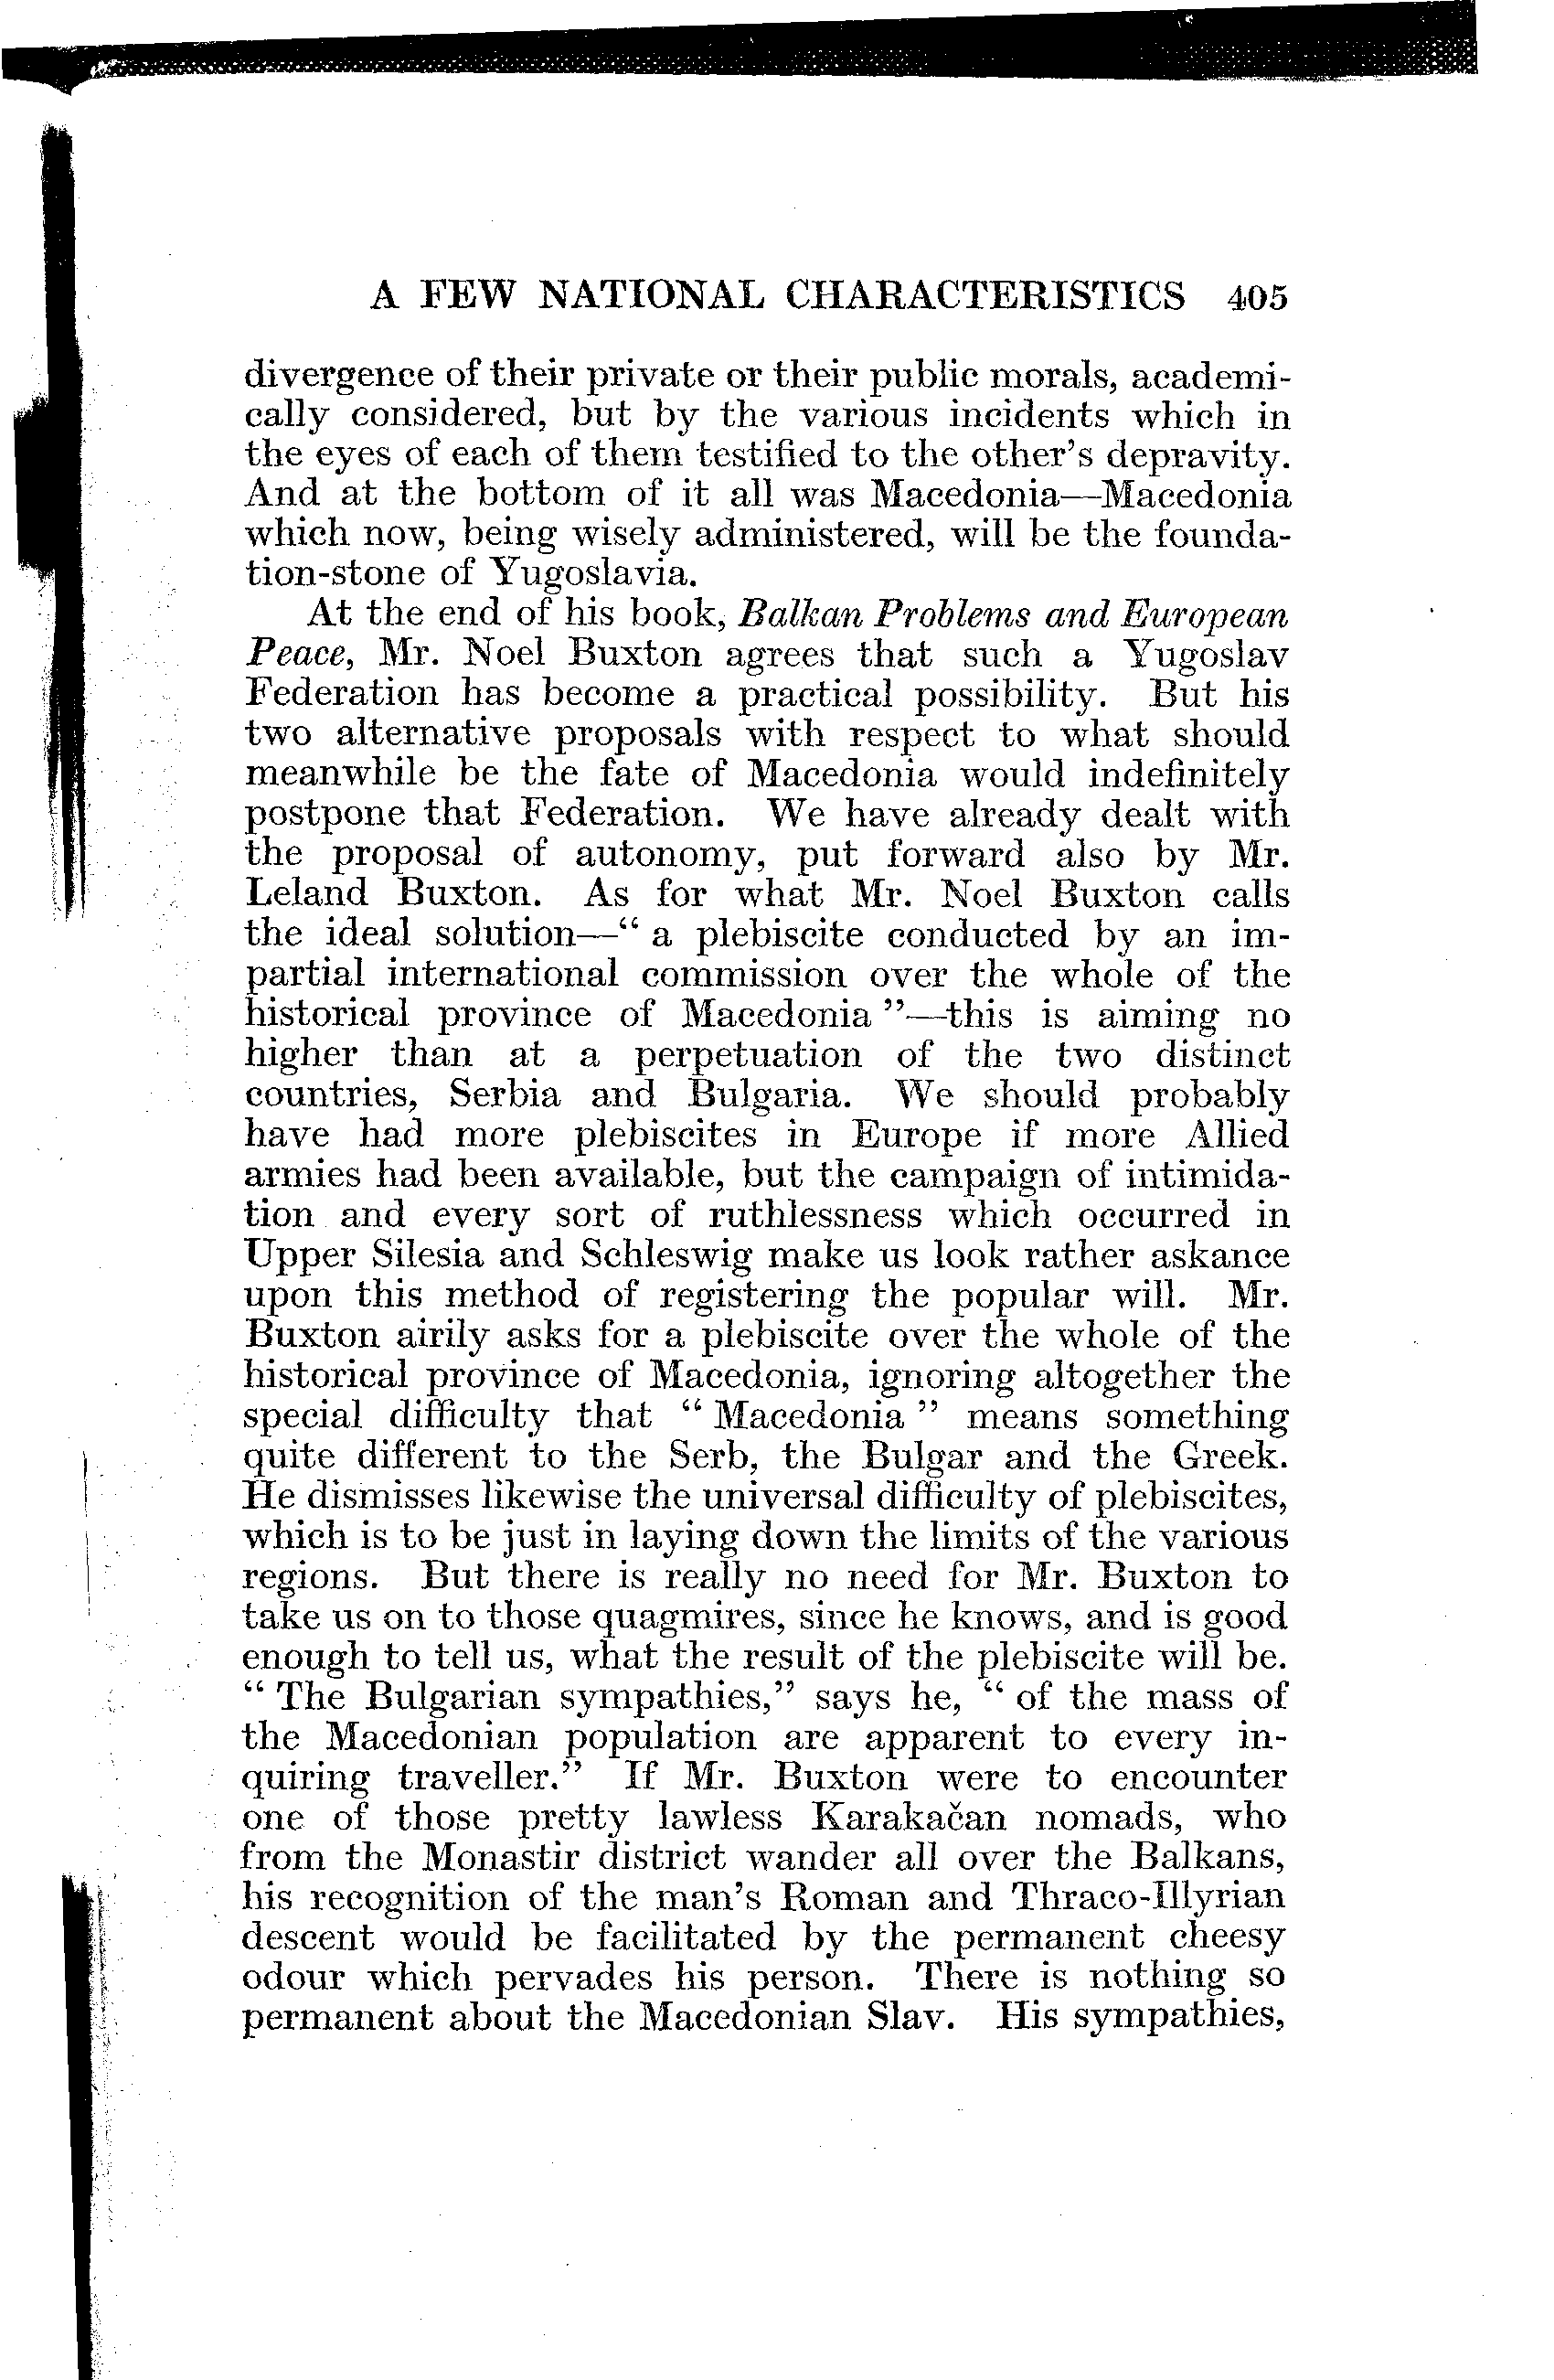 A FEW NATIONAL CHARACTERISTICS 405
divergence of their private or their public morals, academi-
cally considered, but by the various incidents which in
the eyes of each of them testified to the other's depravity.
And at the bottom of it all was Macedonia—Macedonia
which now, being wisely administered, will be the founda-
tion-stone of Yugoslavia.
At the end of his book, Balkan Problems and European
Peace, Mr. Noel Buxton agrees that such a Yugoslav
Federation has become a practical possibility. But his
two alternative proposals with respect to what should
meanwhile be the fate of Macedonia would indefinitely
postpone that Federation. We have already dealt with
the proposal of autonomy, put forward also by Mr.
Leland Buxton. As for what Mr. Noel Buxton calls
the ideal solution—“ a plebiscite conducted by an im-
partial international commission over the whole of the
historical province of Macedonia ”—this is aiming no
higher than at a perpetuation of the two distinct
countries, Serbia and Bulgaria. We should probably
have had more plebiscites in Europe if more Allied
armies had been available, but the campaign of intimida-
tion and every sort of ruthlessness which occurred in
Upper Silesia and Schleswig make us look rather askance
upon this method of registering the popular will. Mr.
Buxton airily asks for a plebiscite over the whole of the
historical province of Macedonia, ignoring altogether the
special difficulty that “ Macedonia ” means something
quite different to the Serb, the Bulgar and the Greek.
He dismisses likewise the universal difficulty of plebiscites,
which is to be just in laying down the limits of the various
regions. But there is really no need for Mr. Buxton to
take us on to those quagmires, since he knows, and is good
enough to tell us, what the result of the plebiscite will be.
“ The Bulgarian sympathies,” says he, “ of the mass of
the Macedonian population are apparent to every in-
quiring traveller.” If Mr. Buxton were to encounter
one of those pretty lawless Karakačan nomads, who
from the Monastir district wander all over the Balkans,
his recognition of the man's Roman and Thraco-Illyrian
descent would be facilitated by the permanent cheesy
odour which pervades his person. There is nothing so
permanent about the Macedonian Slav. His sympathies,